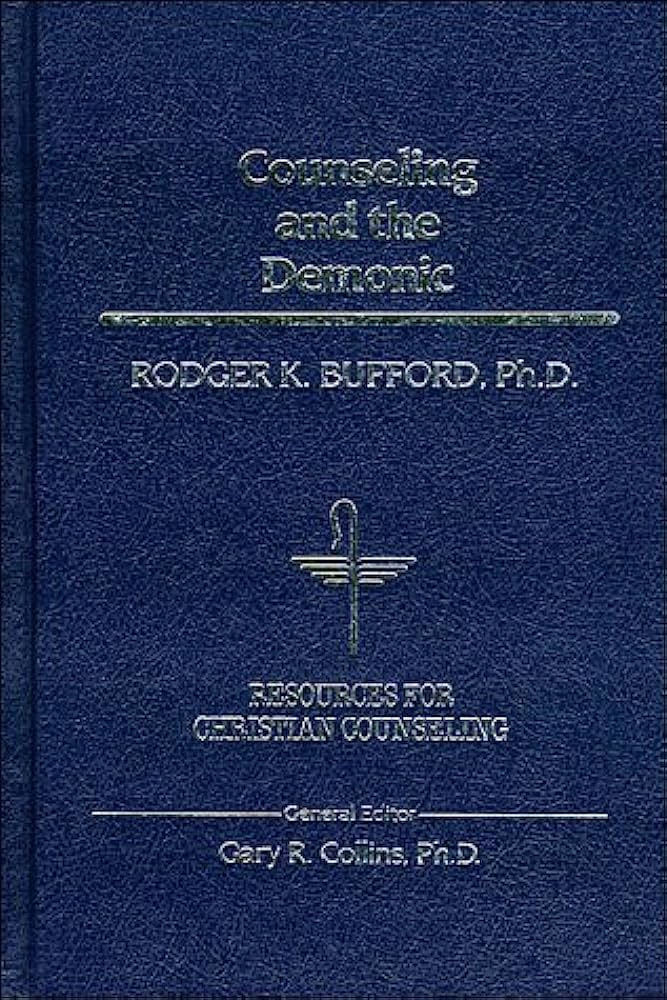 Counseling
and the
Demonic
RODGER K. BUFFORD, Ph.D.
RESOURCES FOR
CHRISTIAN COUNSELING
General Editor
Gary R. Collins, Ph.D.